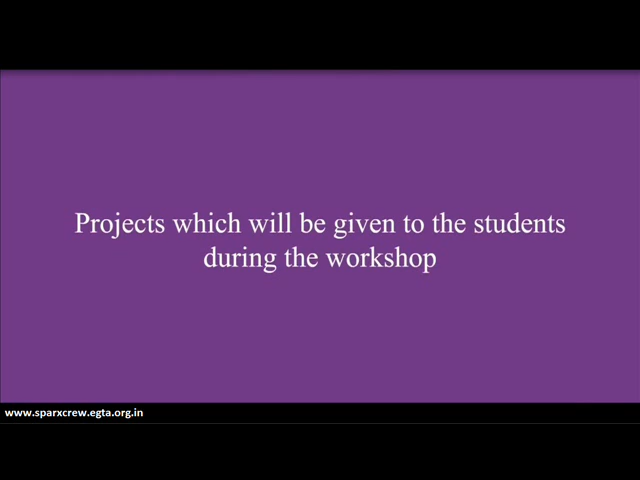 Projects which will be given to the students
during the workshop
www.sparxcrew.egta.org.in